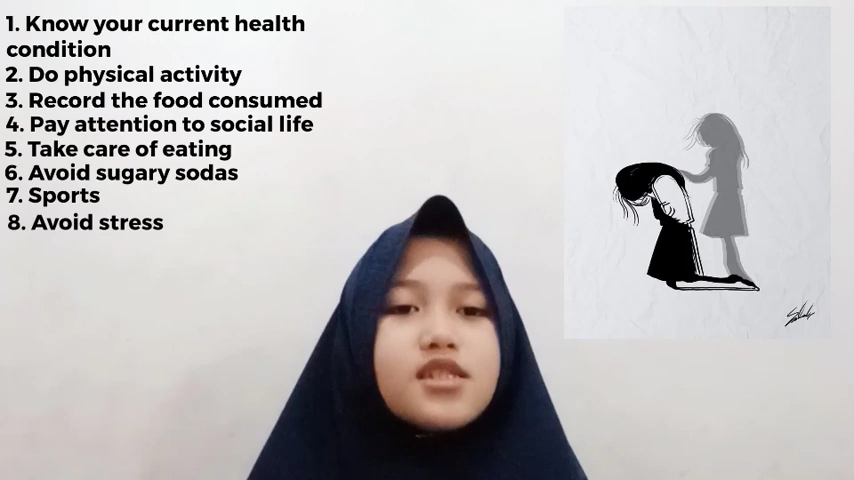 1. Know your current health
condition
2. Do physical activity
3. Record the food consumed
4. Pay attention to social life
5. Take care of eating
6. Avoid sugary sodas
7. Sports
8. Avoid stress